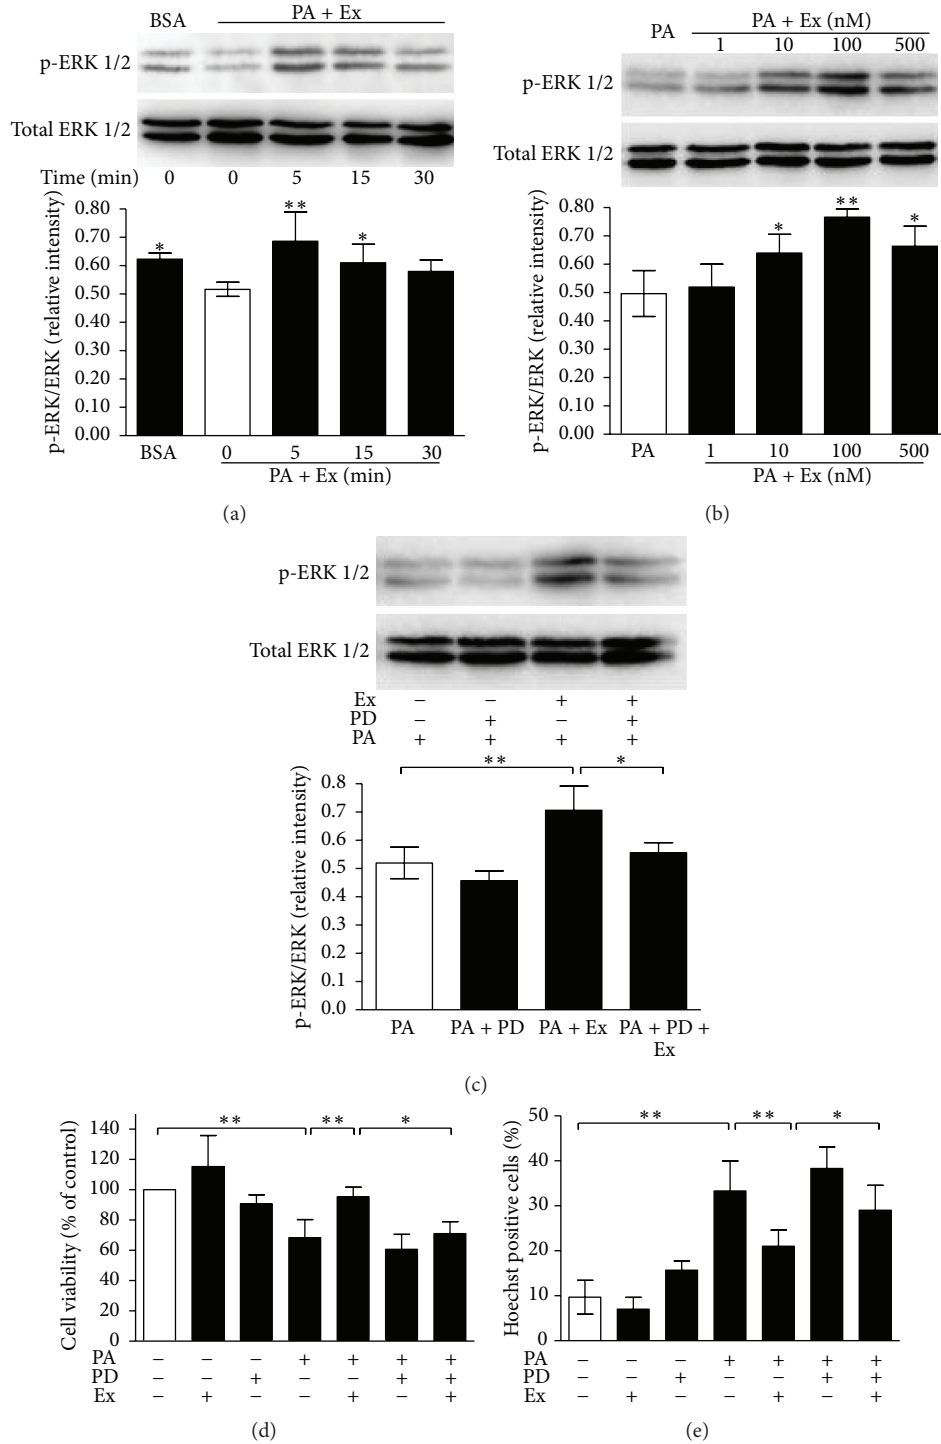 BSA PA + Ex
p-ERK 1/2
Total ERK 1/2
Time (min) 0 0 5 15 30
p-ERK/ERK (relative intensity)
0.80
0.70
0.60
0.50
0.40
0.30
0.20
0.10
0.00
* ** *
BSA 0 5 15 30
PA + Ex (min)
(a)
PA PA + Ex (nM)
1 10 100 500
p-ERK 1/2
Total ERK 1/2
p-ERK/ERK (relative intensity)
0.80
0.70
0.60
0.50
0.40
0.30
0.20
0.10
0.00
* ** *
PA 1 10 100 500
PA + Ex (nM)
(b)
p-ERK 1/2
Total ERK 1/2
Ex − − + +
PD − + − +
PA + + + +
p-ERK/ERK (relative intensity)
0.8
0.7
0.6
0.5
0.4
0.3
0.2
0.1
0.0
** *
PA PA + PD PA + Ex PA + PD +
Ex
(c)
Cell viability (% of control)
140
120
100
80
60
40
20
0
** ** *
PA − − − + + + +
PD − − + − − + +
Ex − + − − + − +
(d)
Hoechst positive cells (%)
50
40
30
20
10
0
** ** *
PA − − − + + + +
PD − − + − − + +
Ex − + − − + − +
(e)